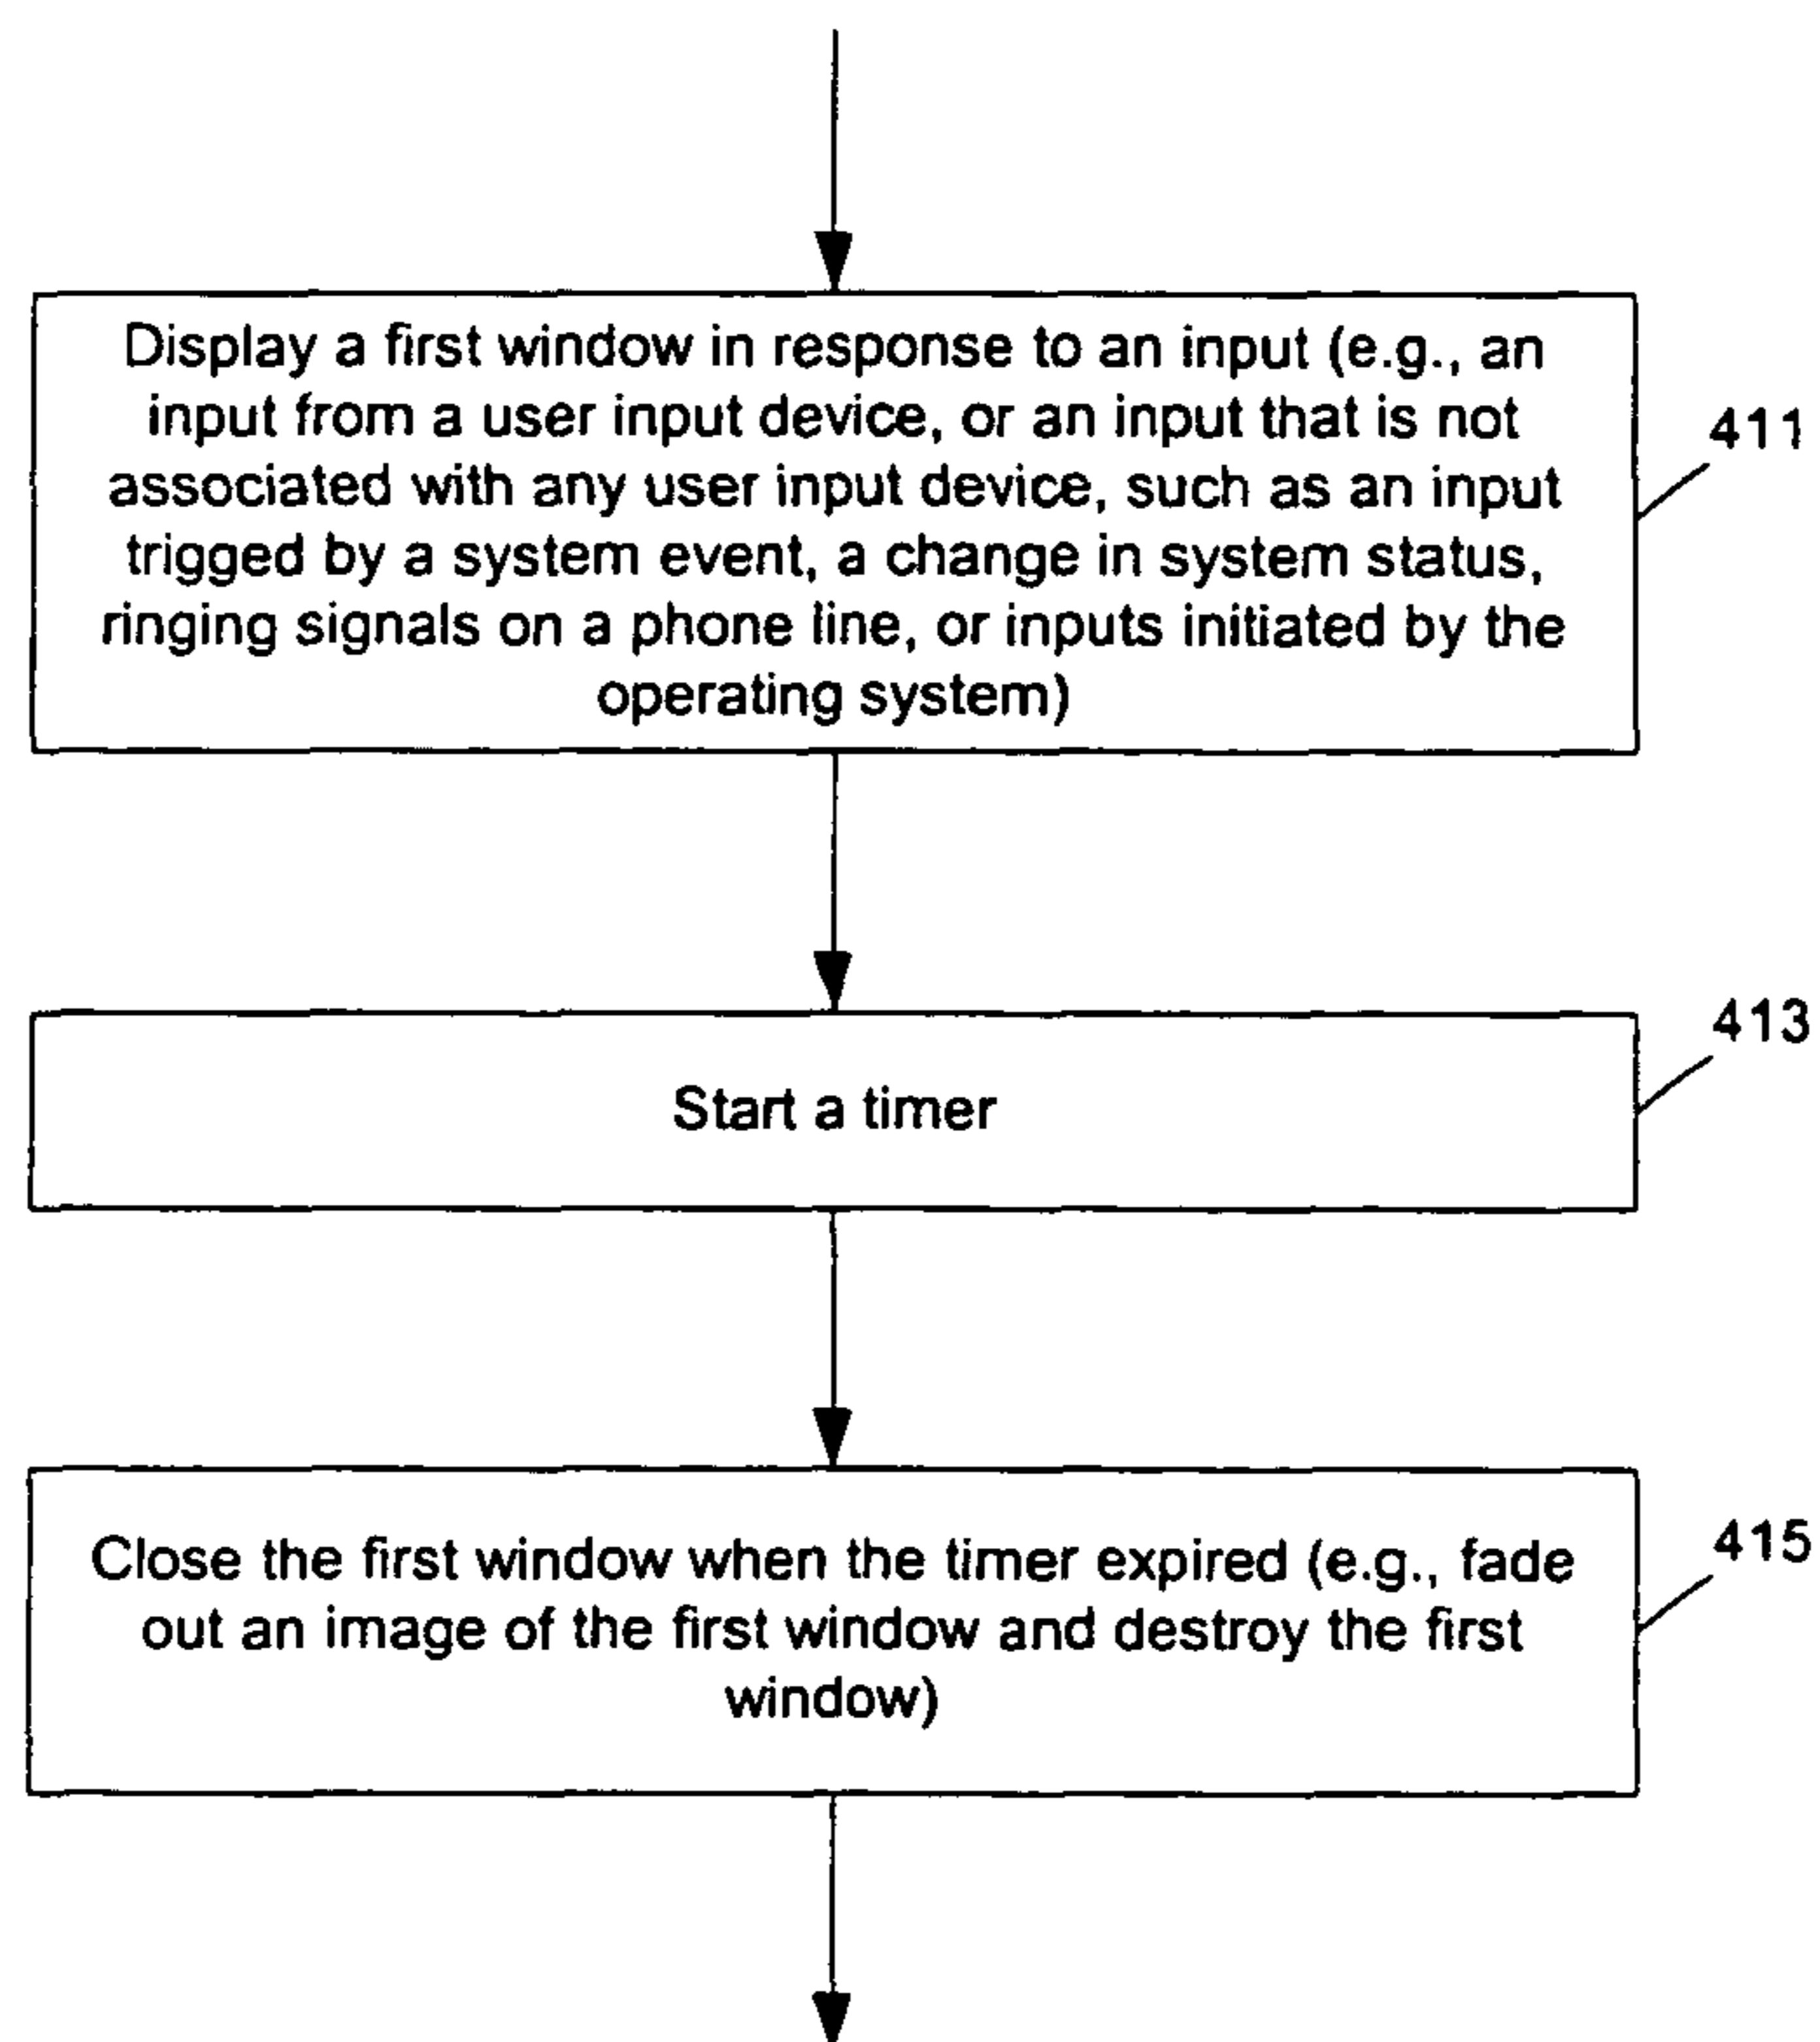 Display a first window in response to an input (e.g., an
input from a user input device, or an input that is not
associated with any user input device, such as an input
trigged by a system event, a change in system status,
ringing signals on a phone line, or inputs initiated by the
operating system)
411
413
Start a timer
415
Close the first window when the timer expired (e.g., fade
out an image of the first window and destroy the first
window)